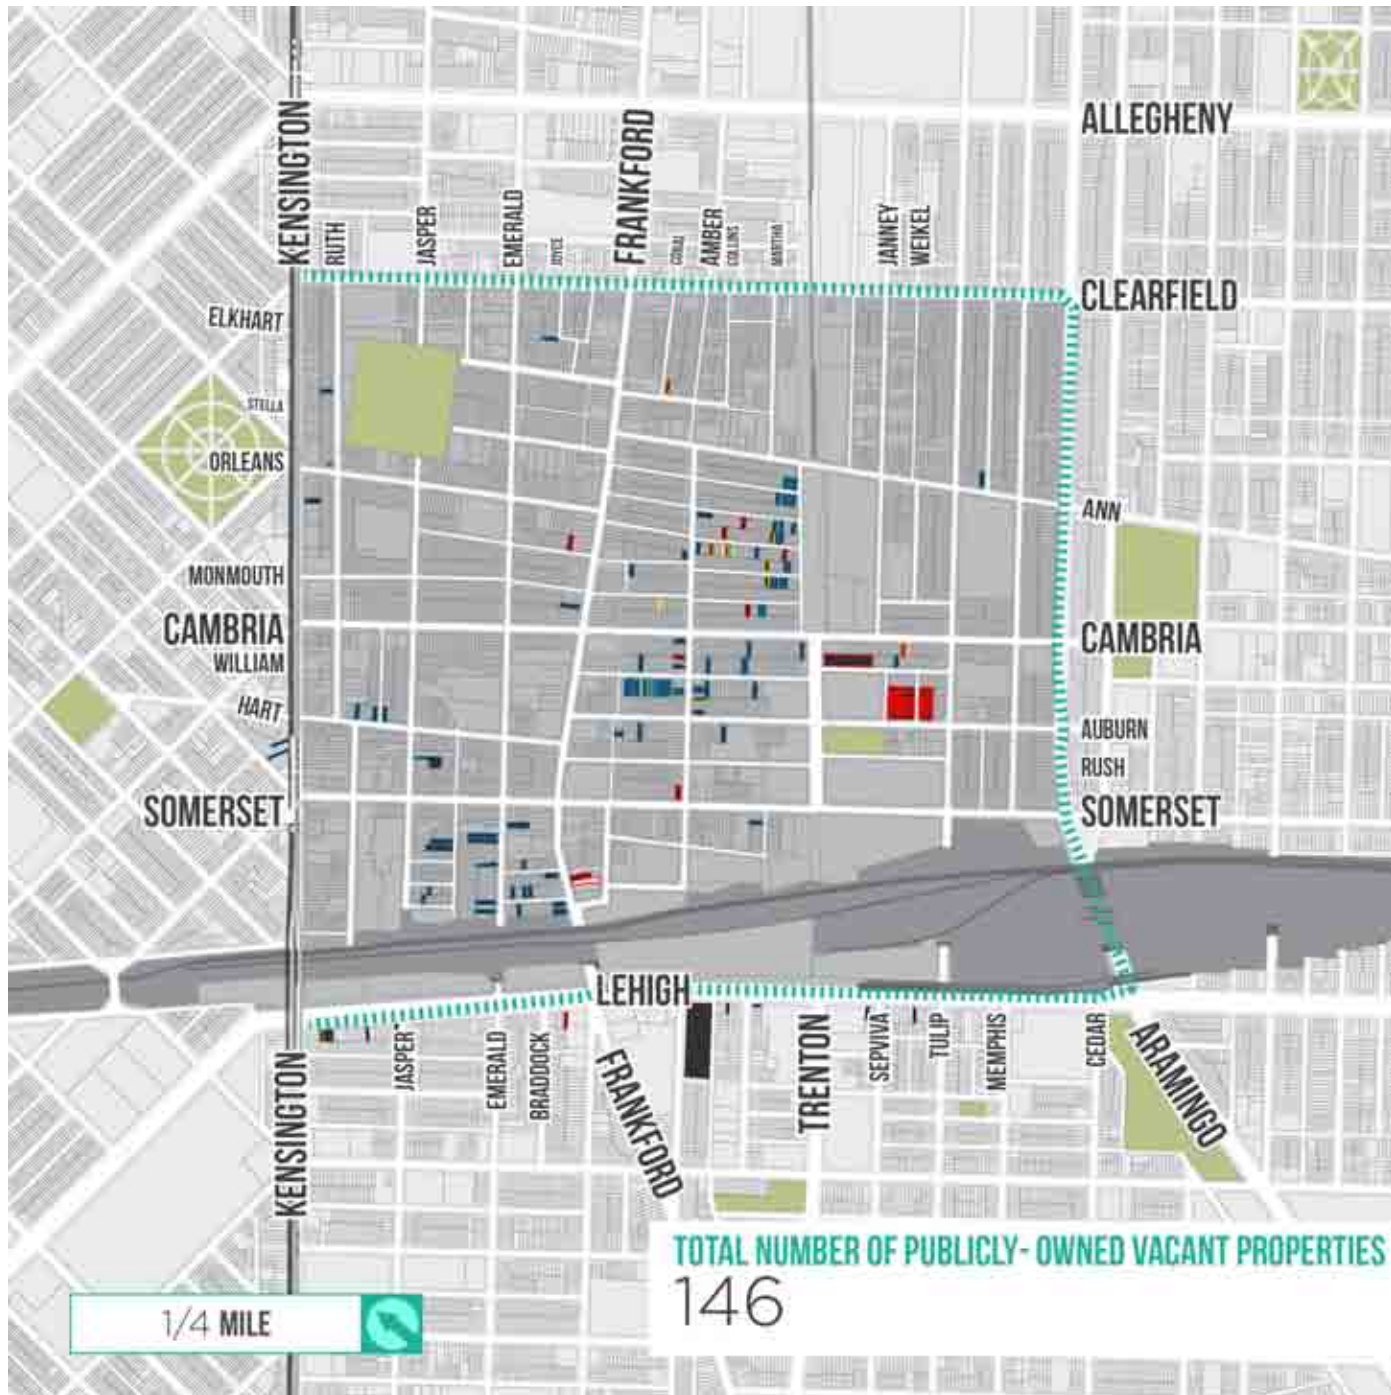 ALLEGHENY
KENSINGTON
RUTH
JASPER
EMERALD
JOYCE
FRANKFORD
CORAL
AMBER
COLLINS
MARTHA
JANNEY
WEIKEL
CLEARFIELD
ELKHART
STELLA
ORLEANS
ANN
MONMOUTH
CAMBRIA
CAMBRIA
WILLIAM
HART
AUBURN
RUSH
SOMERSET
SOMERSET
LEHIGH
KENSINGTON
JASPER
EMERALD
BRADDOCK
FRANKFORD
TRENTON
SEPVIVA
TULIP
MEMPHIS
CEDAR
ARAMINGO
TOTAL NUMBER OF PUBLICLY- OWNED VACANT PROPERTIES
146
1/4 MILE